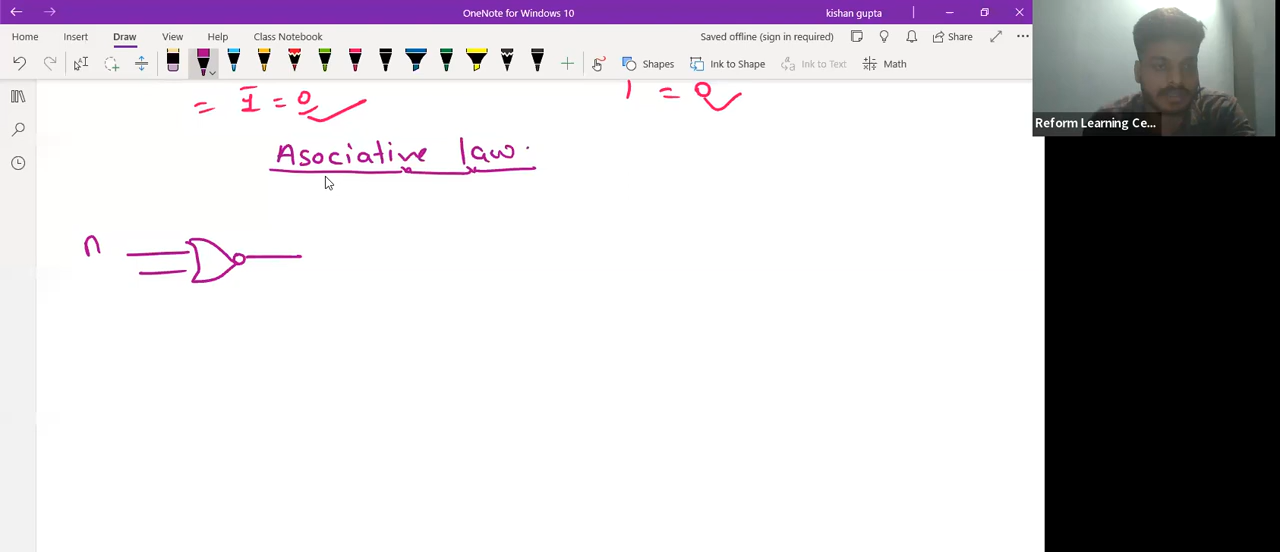 OneNote for Windows 10
kishan gupta
Home Insert Draw View Help Class Notebook
Saved offline (sign in required)
Share
Shapes
Ink to Shape
Ink to Text
Math
Reform Learning Ce...
= 1̅ = 0
1 = 0
Asociative law.